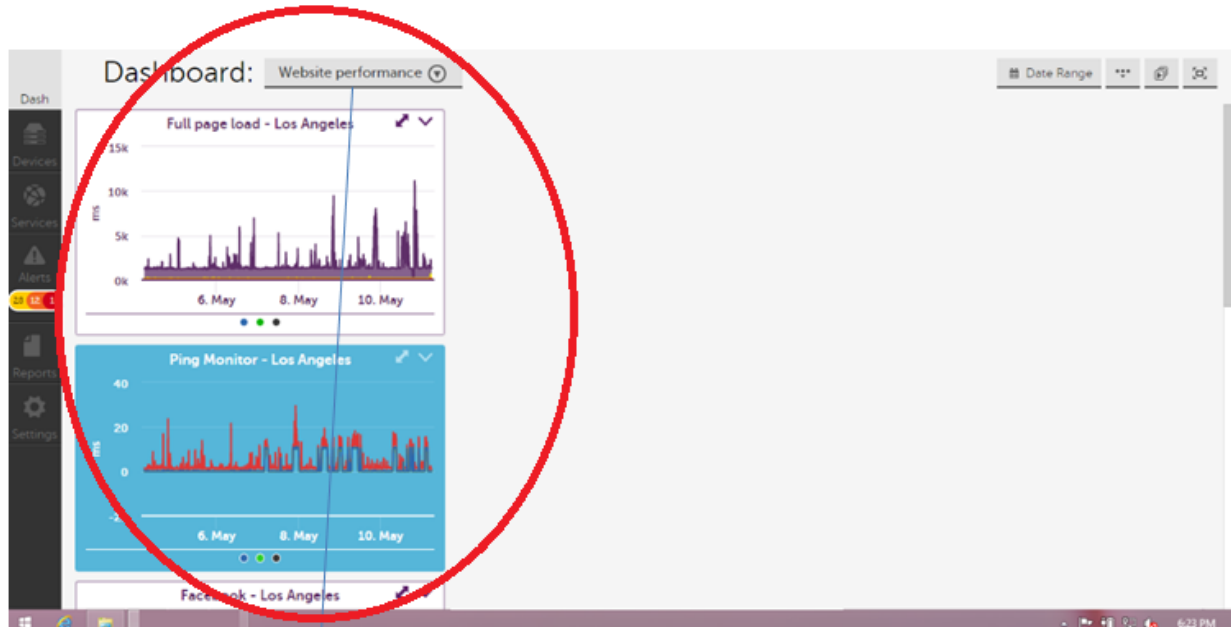 Dashboard: Website performance
Date Range
Dash
Devices
Services
Alerts
Reports
Settings
Full page load - Los Angeles
15k
10k
ms
5k
0k
6. May 8. May 10. May
Ping Monitor - Los Angeles
40
20
ms
0
6. May 8. May 10. May
Facebook - Los Angeles
6:23 PM